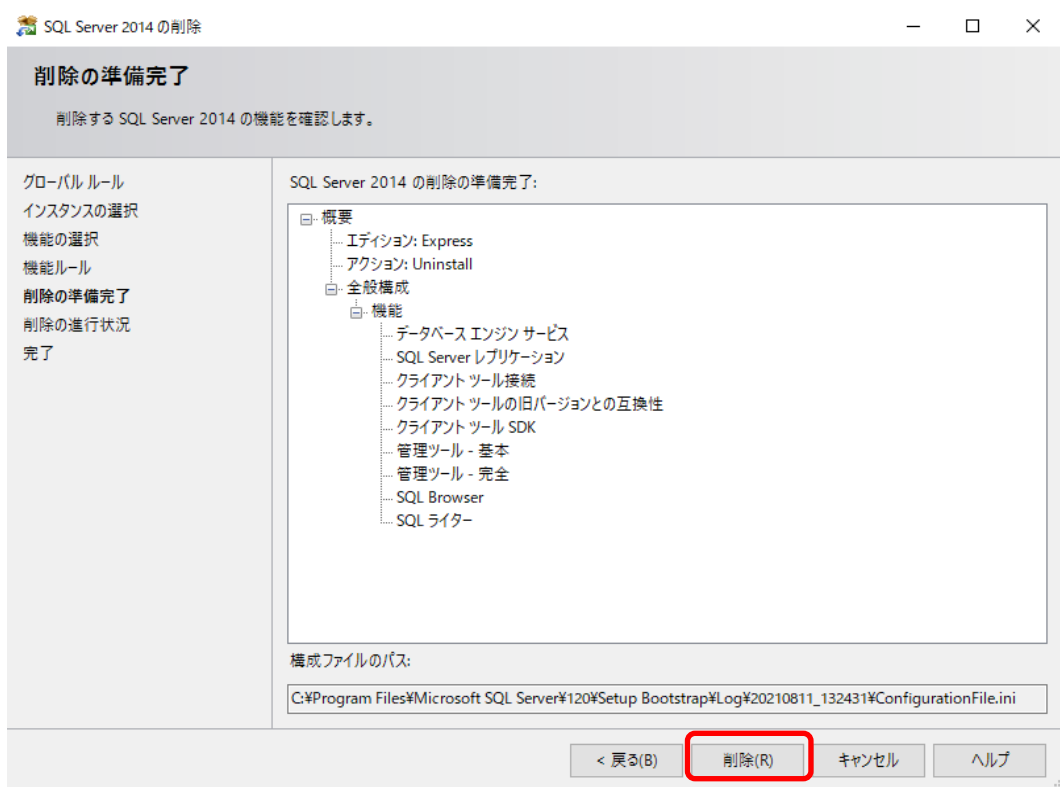 SQL Server 2014 の削除
削除の準備完了
削除する SQL Server 2014 の機能を確認します。
グローバル ルール
インスタンスの選択
機能の選択
機能ルール
削除の準備完了
削除の進行状況
完了
SQL Server 2014 の削除の準備完了:
概要
エディション: Express
アクション: Uninstall
全般構成
機能
データベース エンジン サービス
SQL Server レプリケーション
クライアント ツール接続
クライアント ツールの旧バージョンとの互換性
クライアント ツール SDK
管理ツール - 基本
管理ツール - 完全
SQL Browser
SQL ライター
構成ファイルのパス:
C:¥Program Files¥Microsoft SQL Server¥120¥Setup Bootstrap¥Log¥20210811_132431¥ConfigurationFile.ini
< 戻る(B)
削除(R)
キャンセル
ヘルプ